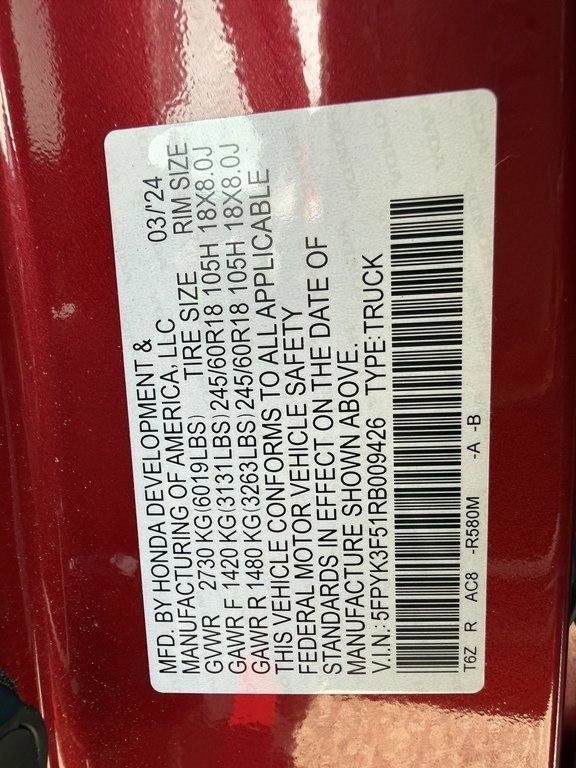 MFD. BY HONDA DEVELOPMENT & 03/'24
MANUFACTURING OF AMERICA, LLC
GVWR 2730 KG(6019LBS) TIRE SIZE RIM SIZE
GAWR F 1420 KG(3131LBS) 245/60R18 105H 18X8.0J
GAWR R 1480 KG(3263LBS) 245/60R18 105H 18X8.0J
THIS VEHICLE CONFORMS TO ALL APPLICABLE
FEDERAL MOTOR VEHICLE SAFETY
STANDARDS IN EFFECT ON THE DATE OF
MANUFACTURE SHOWN ABOVE.
V.I.N.: 5FPYK3F51RB009426 TYPE:TRUCK
T6Z R AC8 -R580M -A -B